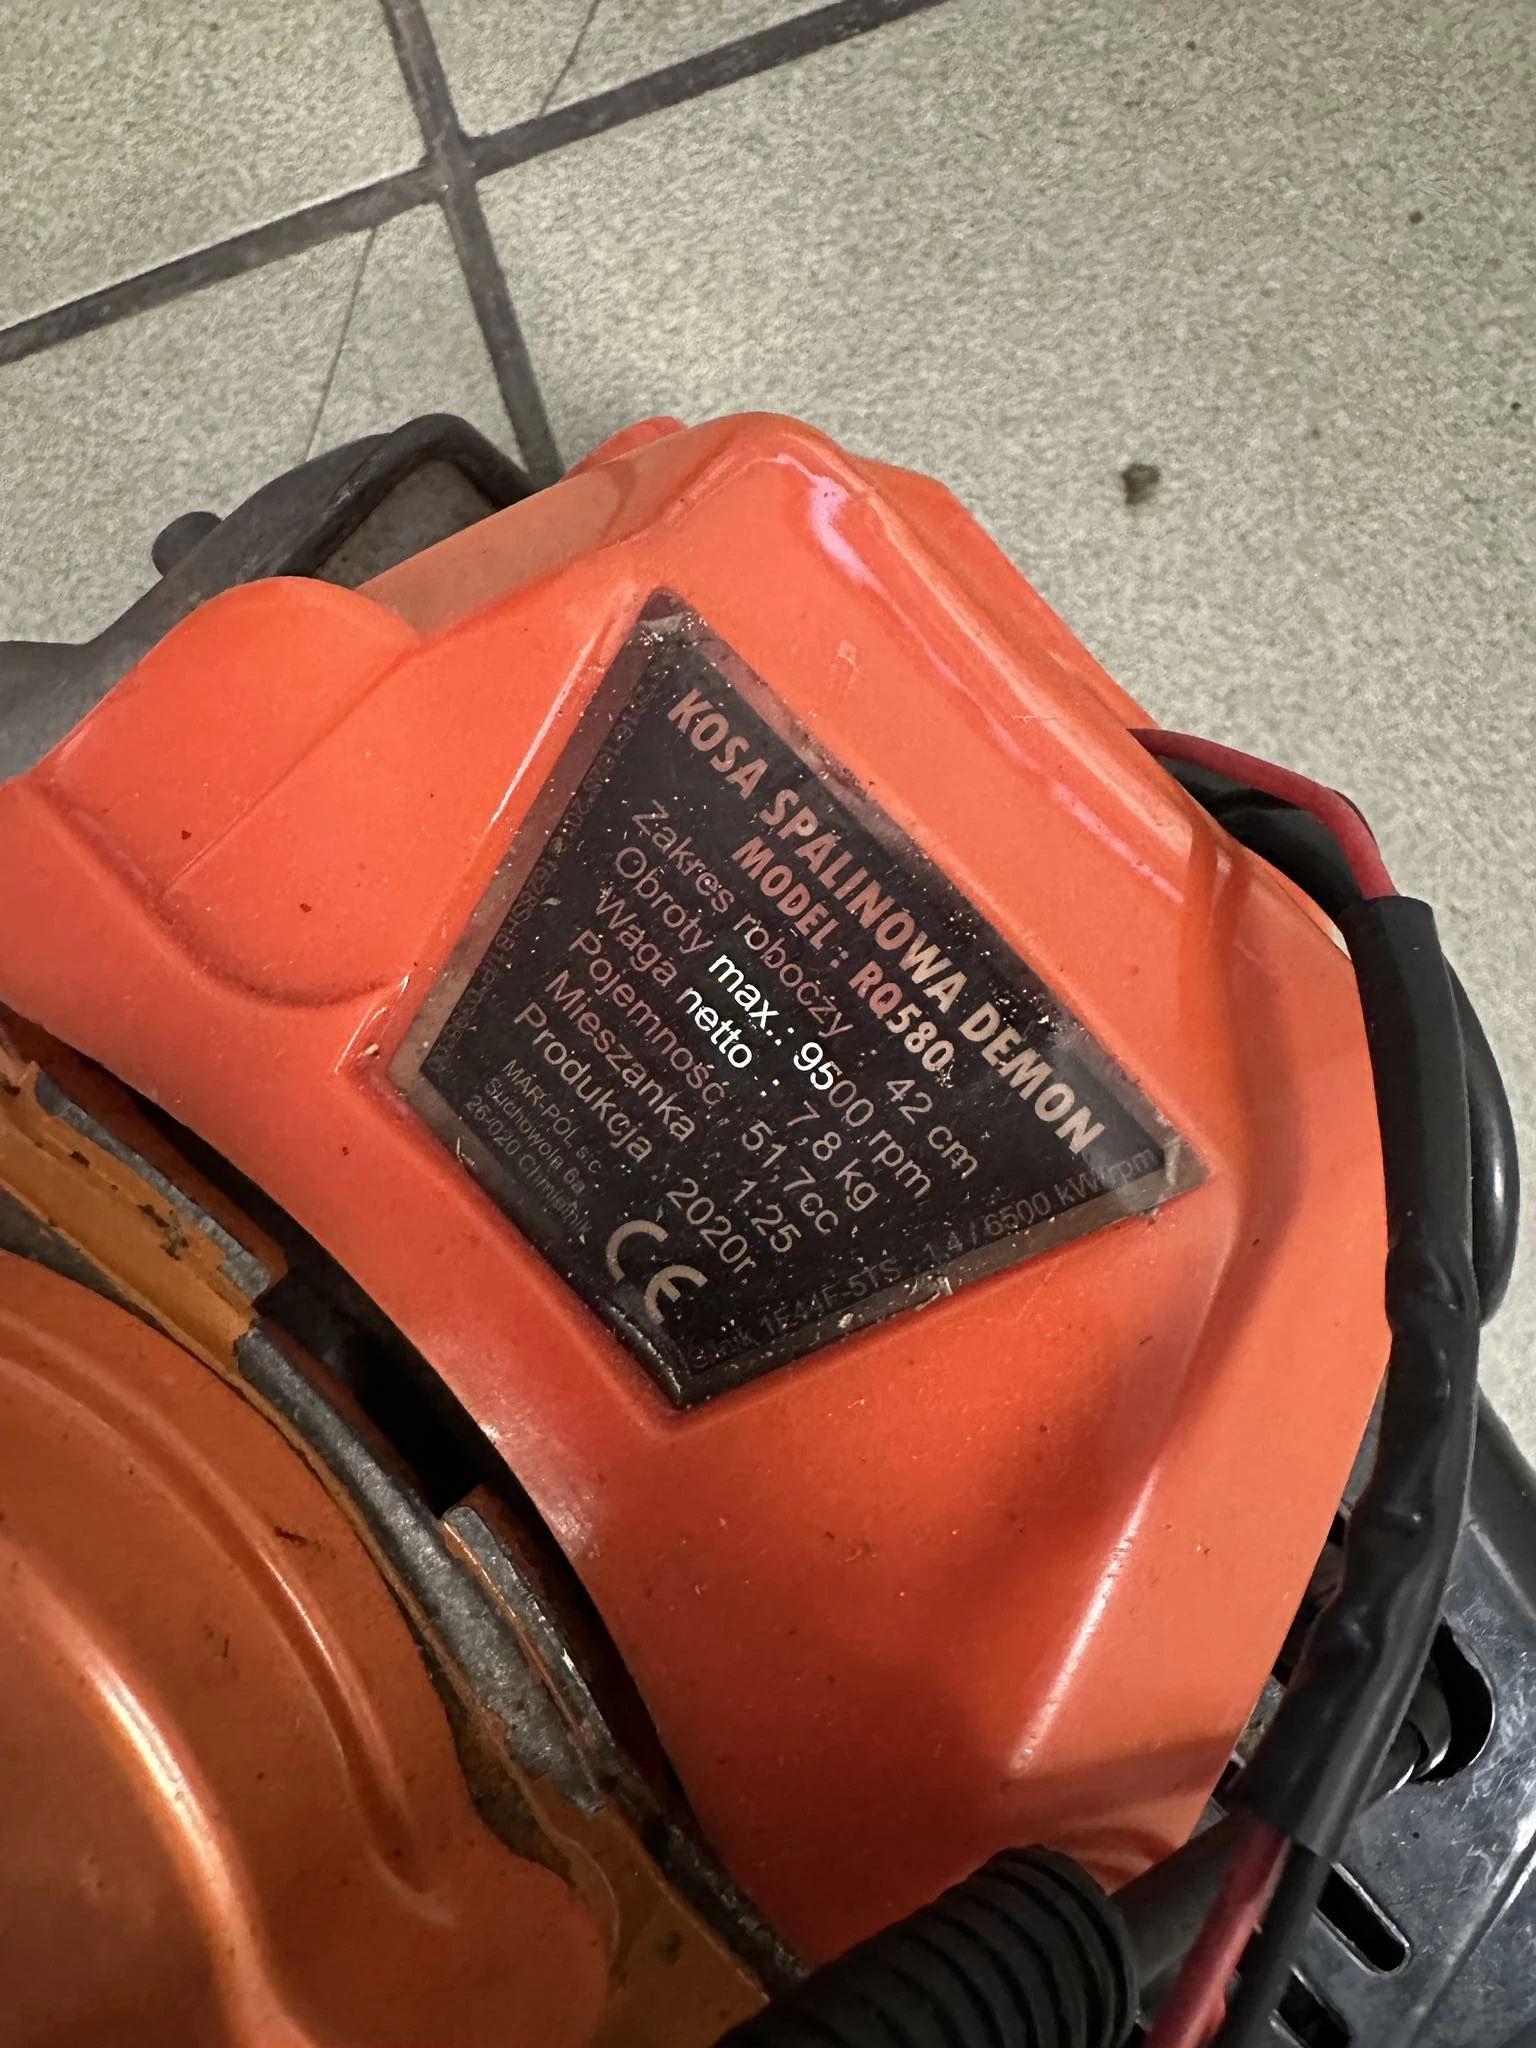 KOSA SPALINOWA DEMON
MODEL : RQ580
Zakres roboczy : 42 cm
Obroty max.: 9500 rpm
Waga netto : 7,8 kg
Pojemność : 51,7cc
Mieszanka 1:25
Produkcja : 2020r.
MAR-POL s.c.
Suchowola 6a
26-020 Chmielnik
CE
1E44F-5TS 1,4 / 6500 kW/rpm